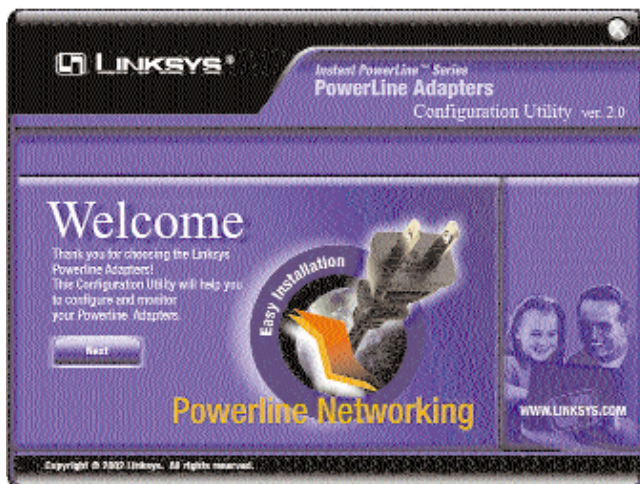 LINKSYS®
Instant PowerLine™ Series
PowerLine Adapters
Configuration Utility ver. 2.0
Welcome
Thank you for choosing the Linksys
Powerline Adapters!
This Configuration Utility will help you
to configure and monitor
your Powerline Adapters.
Next
Easy Installation
Powerline Networking
WWW.LINKSYS.COM
Copyright © 2002 Linksys. All rights reserved.